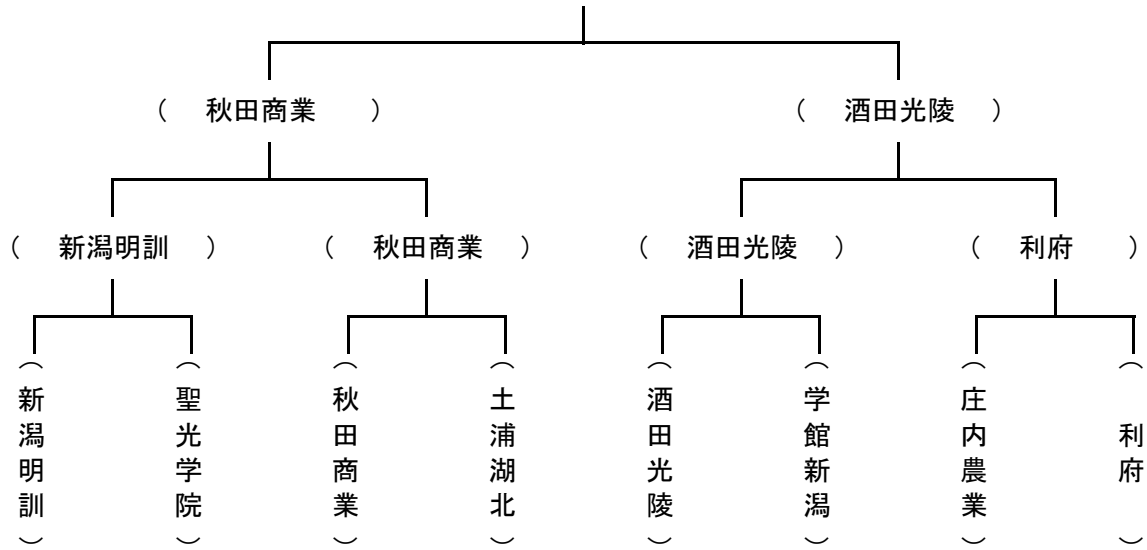 ( 秋田商業 )
( 酒田光陵 )
( 新潟明訓 )
( 秋田商業 )
( 酒田光陵 )
( 利府 )
(新潟明訓)
(聖光学院)
(秋田商業)
(土浦湖北)
(酒田光陵)
(学館新潟)
(庄内農業)
(利府)